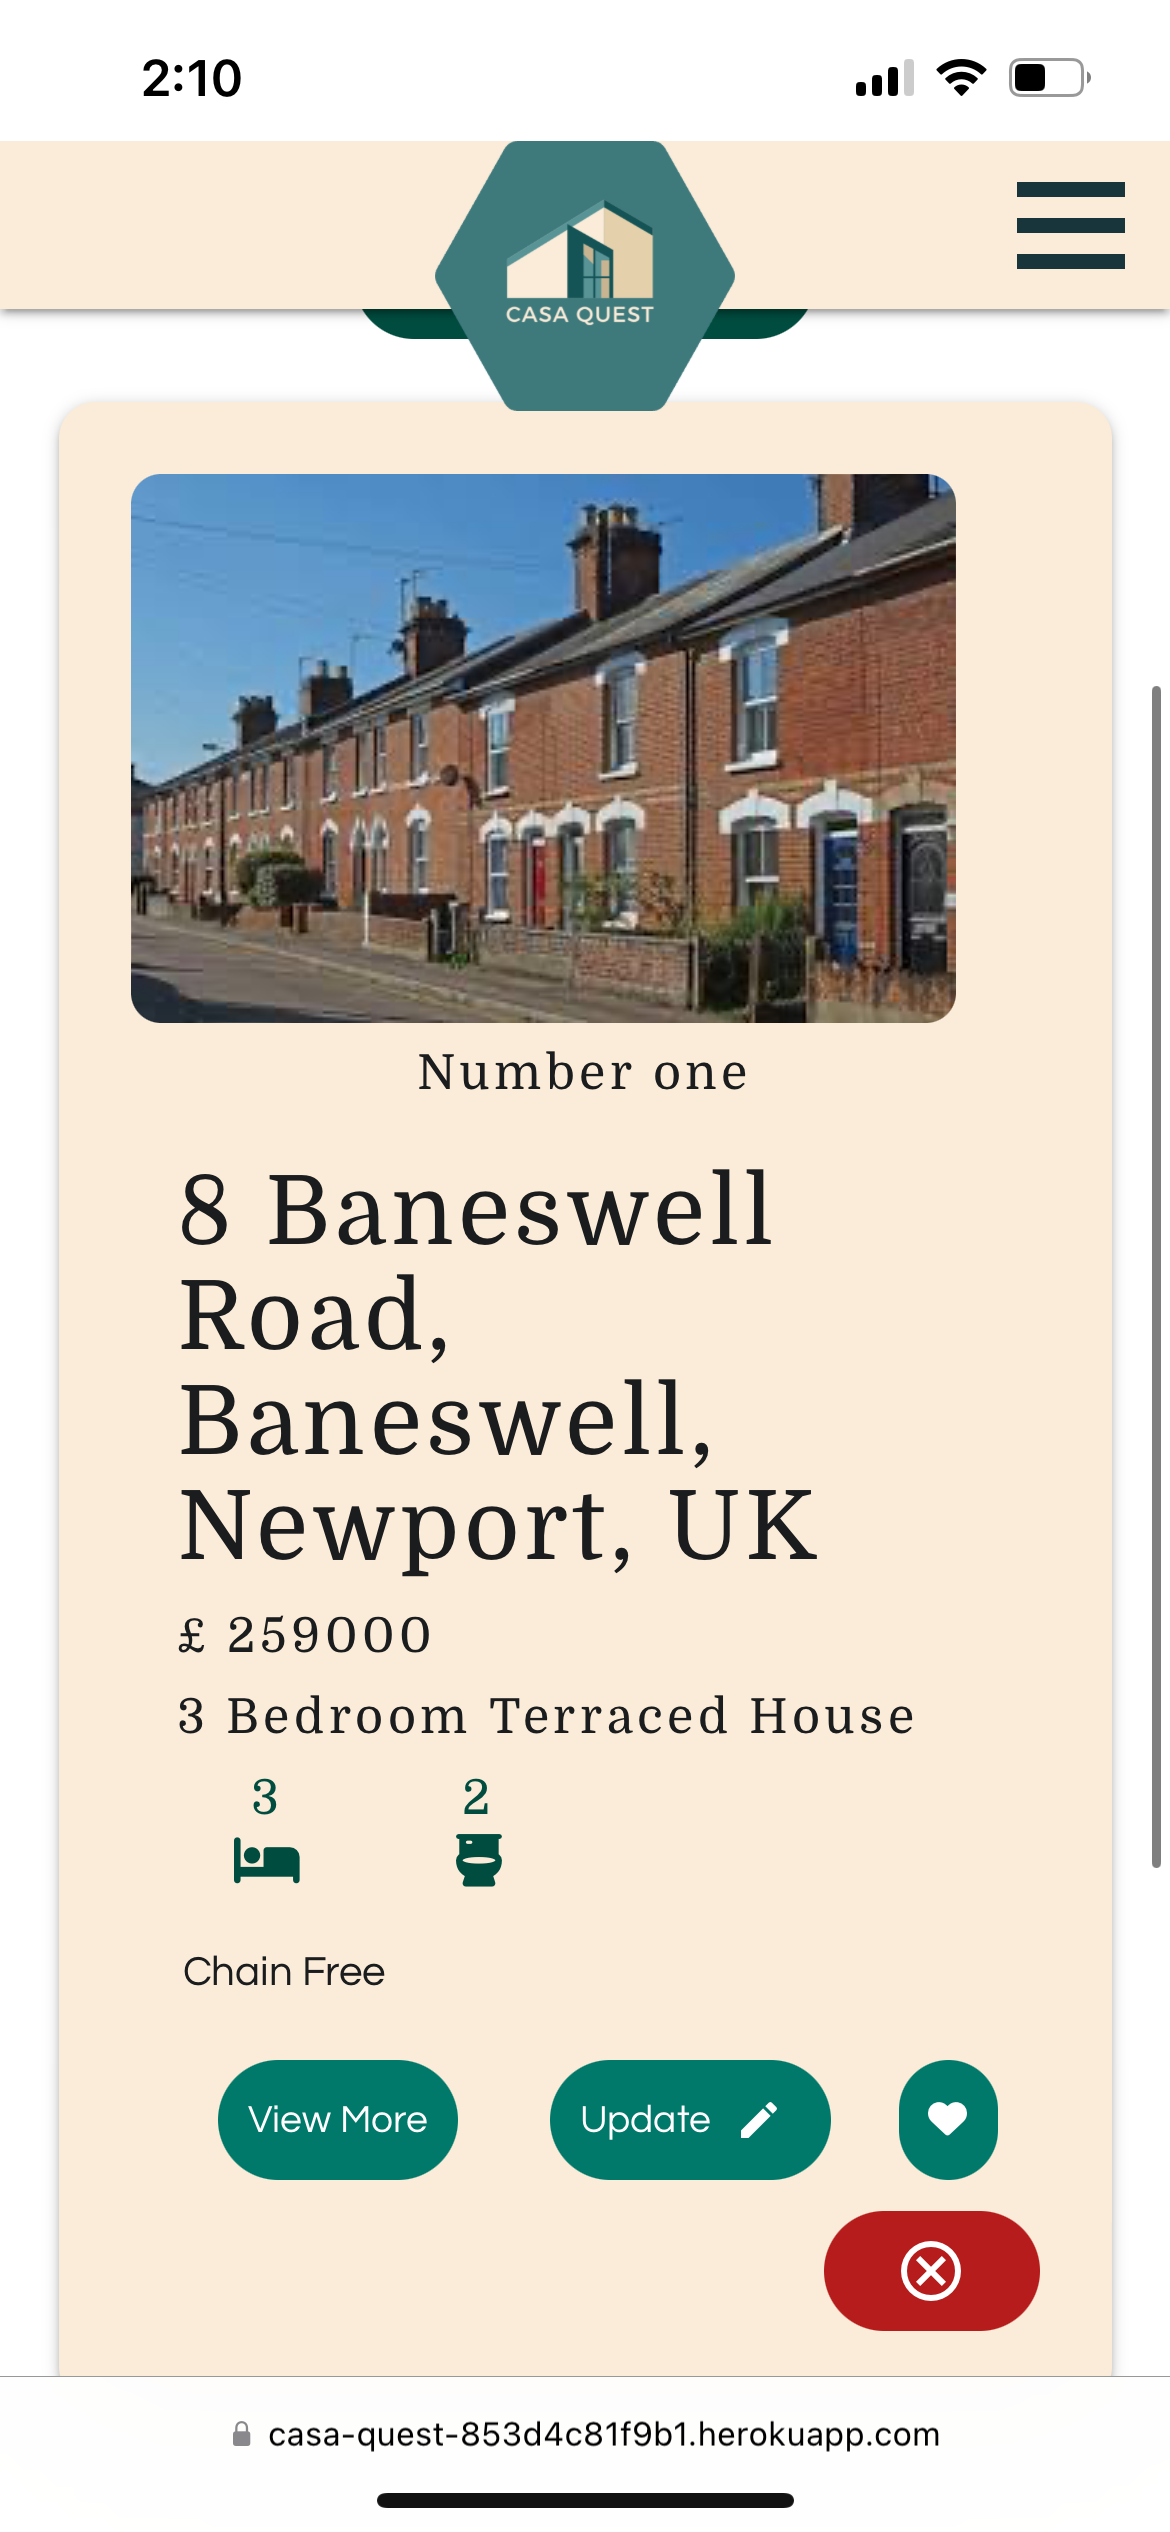 2:10
CASA QUEST
Number one
8 Baneswell
Road,
Baneswell,
Newport, UK
£ 259000
3 Bedroom Terraced House
3 2
Chain Free
View More Update
casa-quest-853d4c81f9b1.herokuapp.com